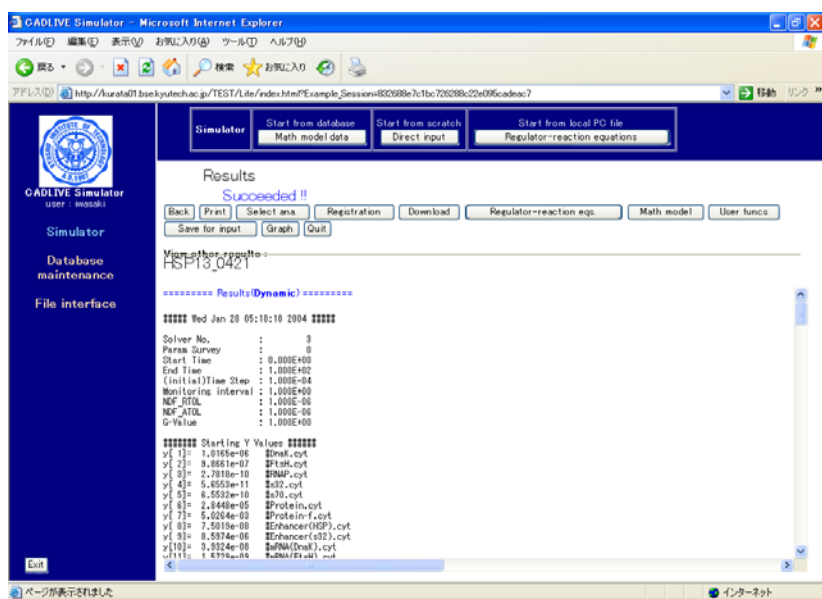 CADLIVE Simulator - Microsoft Internet Explorer
ファイル(F) 編集(E) 表示(V) お気に入り(A) ツール(T) ヘルプ(H)
戻る 検索 お気に入り
アドレス(D) http://kurata01.bse.kyutech.ac.jp/TEST/Life/index.html?Example_Session=832688e7c1bc726288c22e095cadeac7 移動 リンク »
Simulator
Start from database
Math model data
Start from scratch
Direct input
Start from local PC file
Regulator-reaction equations
CADLIVE Simulator
user : iwasaki
Simulator
Database
maintenance
File interface
Exit
Results
Succeeded !!
Back Print Select ana. Registration Download Regulator-reaction eqs. Math model User funcs
Save for input Graph Quit
View other results :
HSP13_0421
========= Results(Dynamic) =========
##### Wed Jan 28 05:18:18 2004 #####
Solver No. : 3
Param Survey : 0
Start Time : 0.000E+00
End Time : 1.000E+02
(initial)Time Step : 1.000E-04
Monitoring interval : 1.000E+00
NDF_RTOL : 1.000E-06
NDF_ATOL : 1.000E-06
G-Value : 1.000E+00
####### Starting Y Values ######
y[ 1]= 1.0165e-06 #DnaK.cyt
y[ 2]= 9.8661e-07 #FtsH.cyt
y[ 3]= 2.7818e-10 #RNAP.cyt
y[ 4]= 5.6553e-11 #s32.cyt
y[ 5]= 6.5532e-10 #s70.cyt
y[ 6]= 2.8448e-05 #Protein.cyt
y[ 7]= 5.0264e-03 #Protein-f.cyt
y[ 8]= 7.5019e-08 #Enhancer(HSP).cyt
y[ 9]= 8.5974e-06 #Enhancer(s32).cyt
y[10]= 3.9324e-08 #mRNA(DnaK).cyt
y[11]= 1.5729e-09 #mRNA(FtsH).cyt
ページが表示されました インターネット